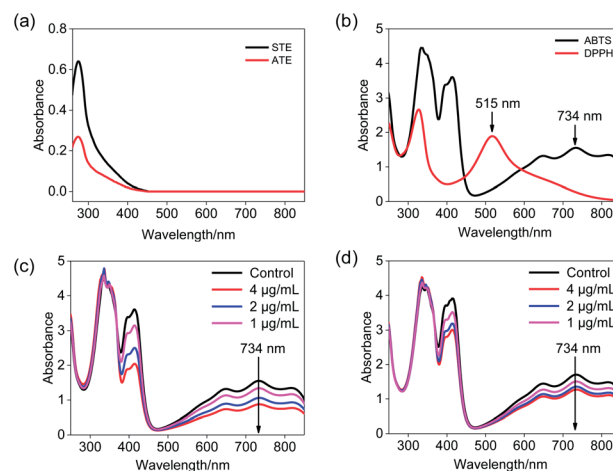 (a)
0.8
0.6
0.4
0.2
0.0
Absorbance
STE
ATE
300 400 500 600 700 800
Wavelength/nm
(b)
5
4
3
2
1
0
Absorbance
ABTS
DPPH
515 nm
734 nm
300 400 500 600 700 800
Wavelength/nm
(c)
5
4
3
2
1
0
Absorbance
Control
4 µg/mL
2 µg/mL
1 µg/mL
734 nm
300 400 500 600 700 800
Wavelength/nm
(d)
5
4
3
2
1
0
Absorbance
Control
4 µg/mL
2 µg/mL
1 µg/mL
734 nm
300 400 500 600 700 800
Wavelength/nm